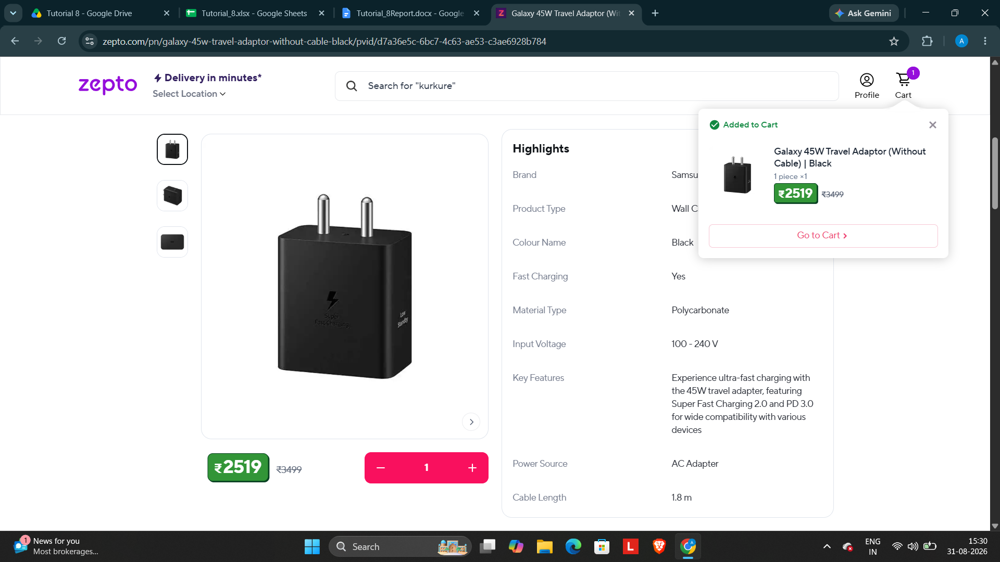 Tutorial 8 - Google Drive
Tutorial_8.xlsx - Google Sheets
Tutorial_8Report.docx - Google
Galaxy 45W Travel Adaptor (Wit
Ask Gemini
zepto.com/pn/galaxy-45w-travel-adaptor-without-cable-black/pvid/d7a36e5c-6bc7-4c63-ae53-c3ae6928b784
A
zepto
Delivery in minutes*
Select Location
Search for "kurkure"
Profile
1
Cart
Added to Cart
Galaxy 45W Travel Adaptor (Without
Cable) | Black
1 piece ×1
₹2519 ₹3499
Go to Cart
Highlights
Brand Samsu
Product Type Wall C
Colour Name Black
Fast Charging Yes
Material Type Polycarbonate
Input Voltage 100 - 240 V
Key Features Experience ultra-fast charging with
the 45W travel adapter, featuring
Super Fast Charging 2.0 and PD 3.0
for wide compatibility with various
devices
Power Source AC Adapter
Cable Length 1.8 m
Super
Fast Charging
Low
Standby
₹2519 ₹3499
1
1
News for you
Most brokerages...
Search
L
A
ENG
IN
15:30
31-08-2026